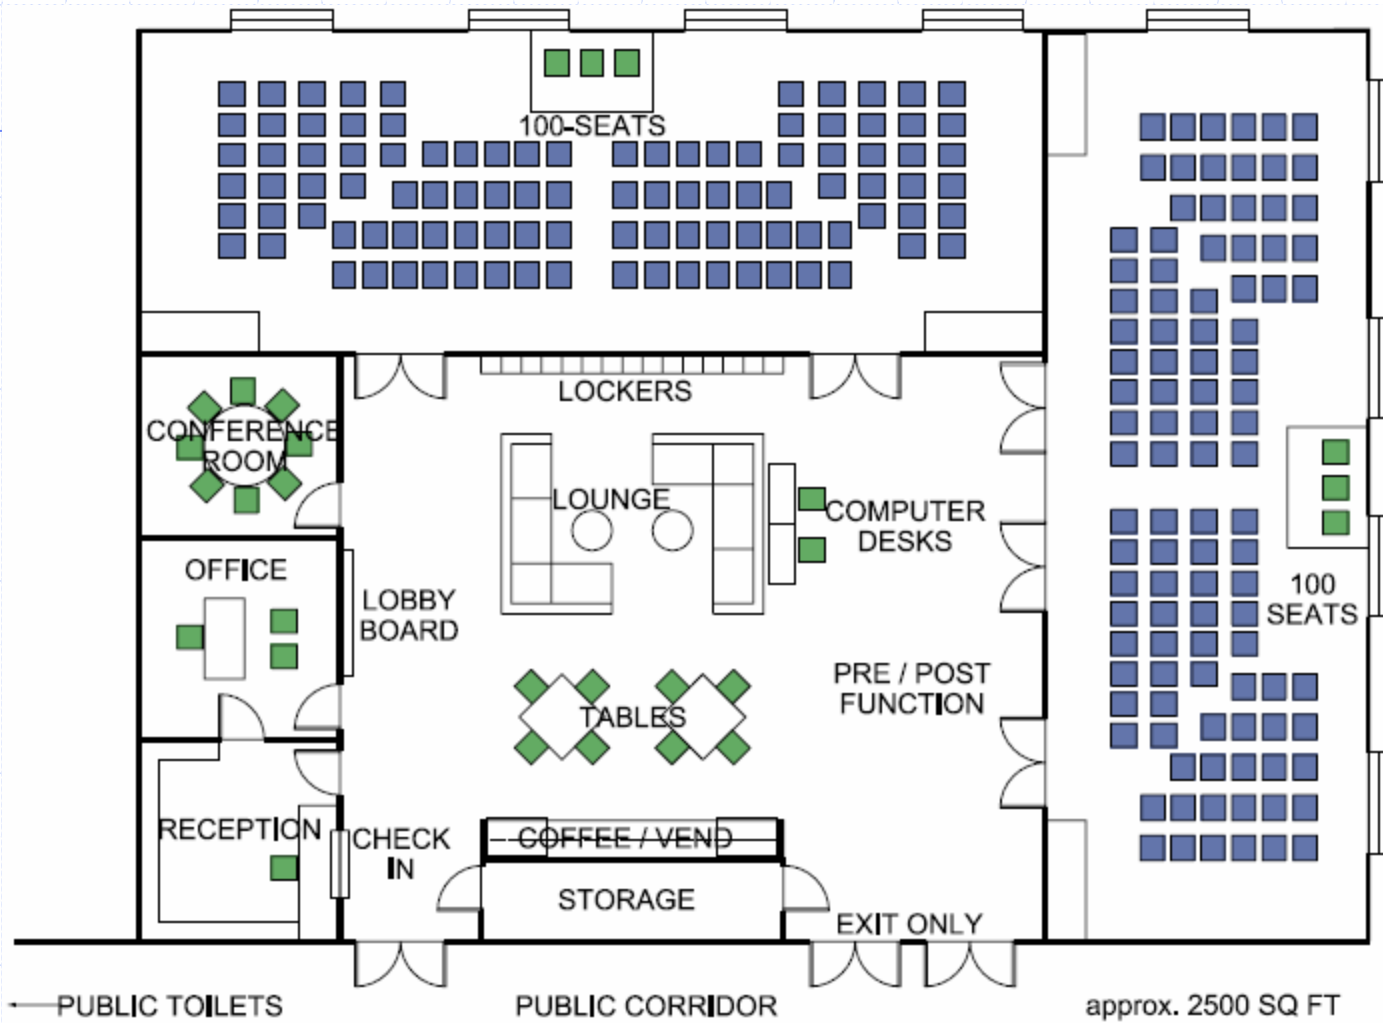 100-SEATS
LOCKERS
CONFERENCE
ROOM
LOUNGE
COMPUTER
DESKS
OFFICE
LOBBY
BOARD
100
SEATS
PRE / POST
FUNCTION
TABLES
RECEPTION
CHECK
IN
COFFEE / VEND
STORAGE
EXIT ONLY
PUBLIC TOILETS
PUBLIC CORRIDOR
approx. 2500 SQ FT